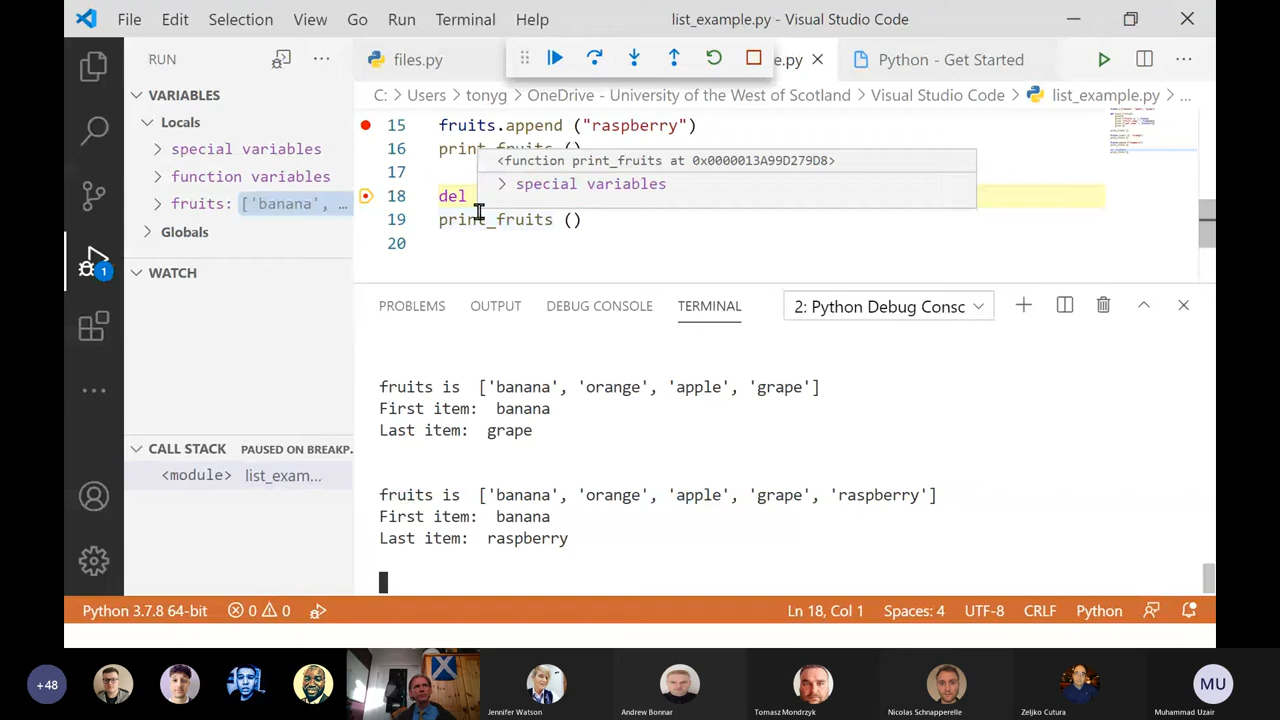 File Edit Selection View Go Run Terminal Help list_example.py - Visual Studio Code
RUN
files.py
e.py
Python - Get Started
C: > Users > tonyg > OneDrive - University of the West of Scotland > Visual Studio Code > list_example.py > ...
VARIABLES
Locals
special variables
function variables
fruits: ['banana', …
Globals
WATCH
CALL STACK PAUSED ON BREAKP.
<module> list_exam...
15 fruits.append ("raspberry")
16 print_fruits ()
17
<function print_fruits at 0x0000013A99D279D8>
> special variables
18 del
19 print_fruits ()
20
PROBLEMS OUTPUT DEBUG CONSOLE TERMINAL 2: Python Debug Consc
fruits is ['banana', 'orange', 'apple', 'grape']
First item: banana
Last item: grape
fruits is ['banana', 'orange', 'apple', 'grape', 'raspberry']
First item: banana
Last item: raspberry
1
Python 3.7.8 64-bit 0 0 Ln 18, Col 1 Spaces: 4 UTF-8 CRLF Python
+48
Jennifer Watson
Andrew Bonnar
Tomasz Mondrzyk
Nicolas Schnapperelle
Zeljko Cutura
MU
Muhammad Uzair